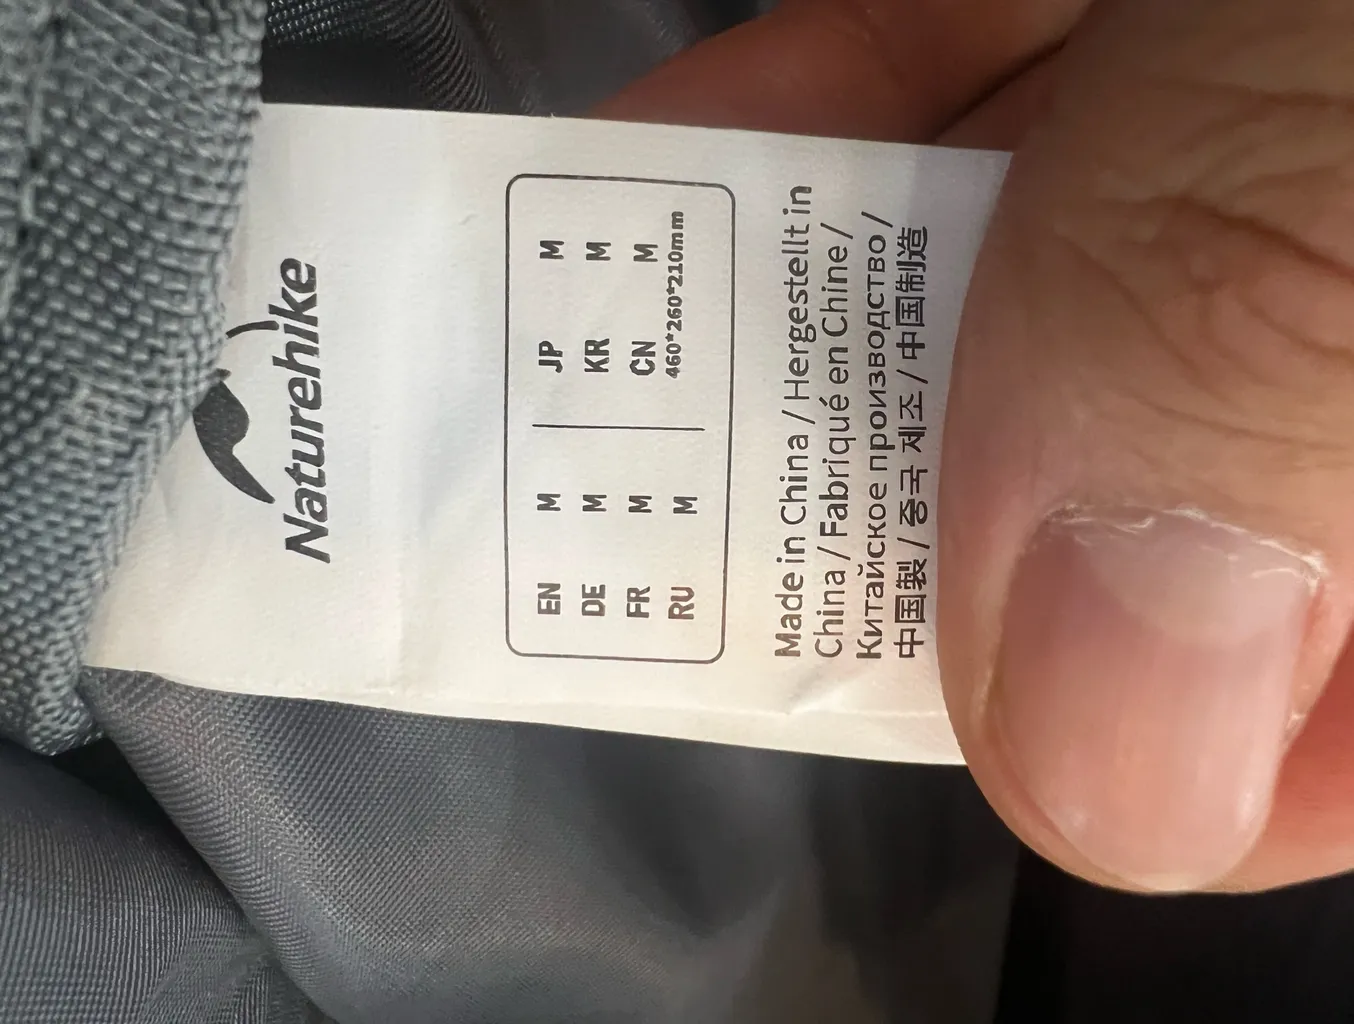 Naturehike
EN M JP M
DE M KR M
FR M CN M
RU M 460*260*210mm
Made in China / Hergestellt in
China / Fabriqué en Chine /
Китайское производство /
中国製 / 중국 제조 / 中国制造